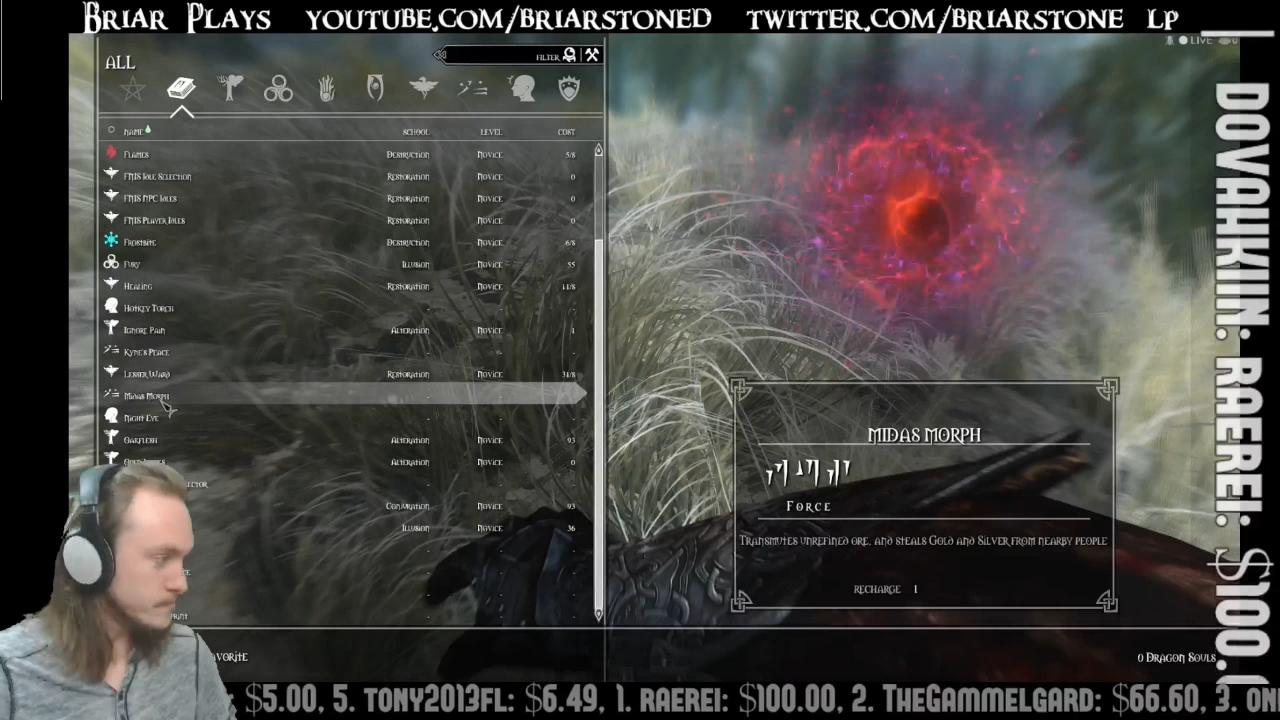 Briar Plays YOUTUBE.COM/BRIARSTONED TWITTER.COM/BRIARSTONE LP
LIVE
ALL
FILTER
NAME SCHOOL LEVEL COST
FLAMES DESTRUCTION NOVICE 5/8
FNIS IDLE SELECTION RESTORATION NOVICE 0
FNIS NPC IDLES RESTORATION NOVICE 0
FNIS PLAYER IDLES RESTORATION NOVICE 0
FROSTBITE DESTRUCTION NOVICE 6/8
FURY ILLUSION NOVICE 55
HEALING RESTORATION NOVICE 11/8
HOTKEY TORCH - - -
IGNORE PAIN ALTERATION NOVICE 1
KYNE'S PEACE - - -
LESSER WARD RESTORATION NOVICE 31/8
MIDAS MORPH - - -
NIGHT EYE - - -
OAKFLESH ALTERATION NOVICE 93
ALTERATION NOVICE 0
CONJURATION NOVICE 93
ILLUSION NOVICE 36
MIDAS MORPH
FORCE
TRANSMUTES UNREFINED ORE, AND STEALS GOLD AND SILVER FROM NEARBY PEOPLE
RECHARGE 1
0 DRAGON SOULS
DOVAHKIIN. RAEREI: $100.
$5.00, 5. TONY2013FL: $6.49, 1. RAEREI: $100.00, 2. THEGAMMELGARD: $66.60, 3. ON